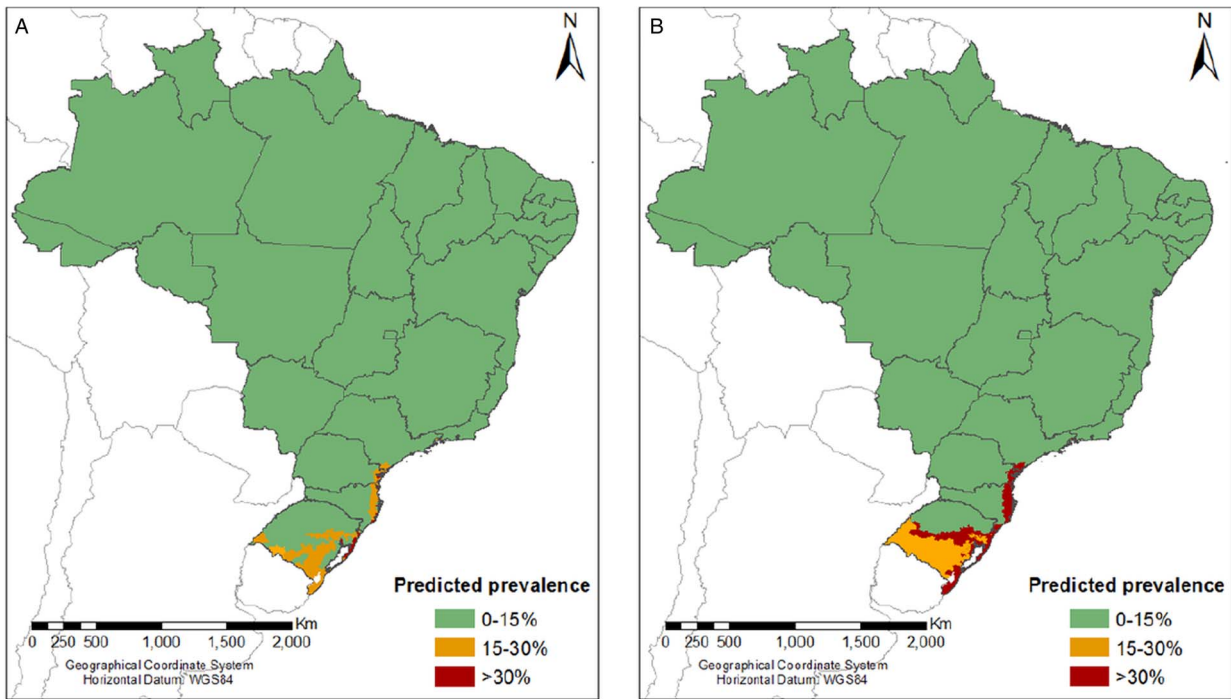 A
N
Predicted prevalence
0-15%
15-30%
>30%
Km
0 250 500 1,000 1,500 2,000
Geographical Coordinate System
Horizontal Datum: WGS84
B
N
Predicted prevalence
0-15%
15-30%
>30%
Km
0 250 500 1,000 1,500 2,000
Geographical Coordinate System
Horizontal Datum: WGS84